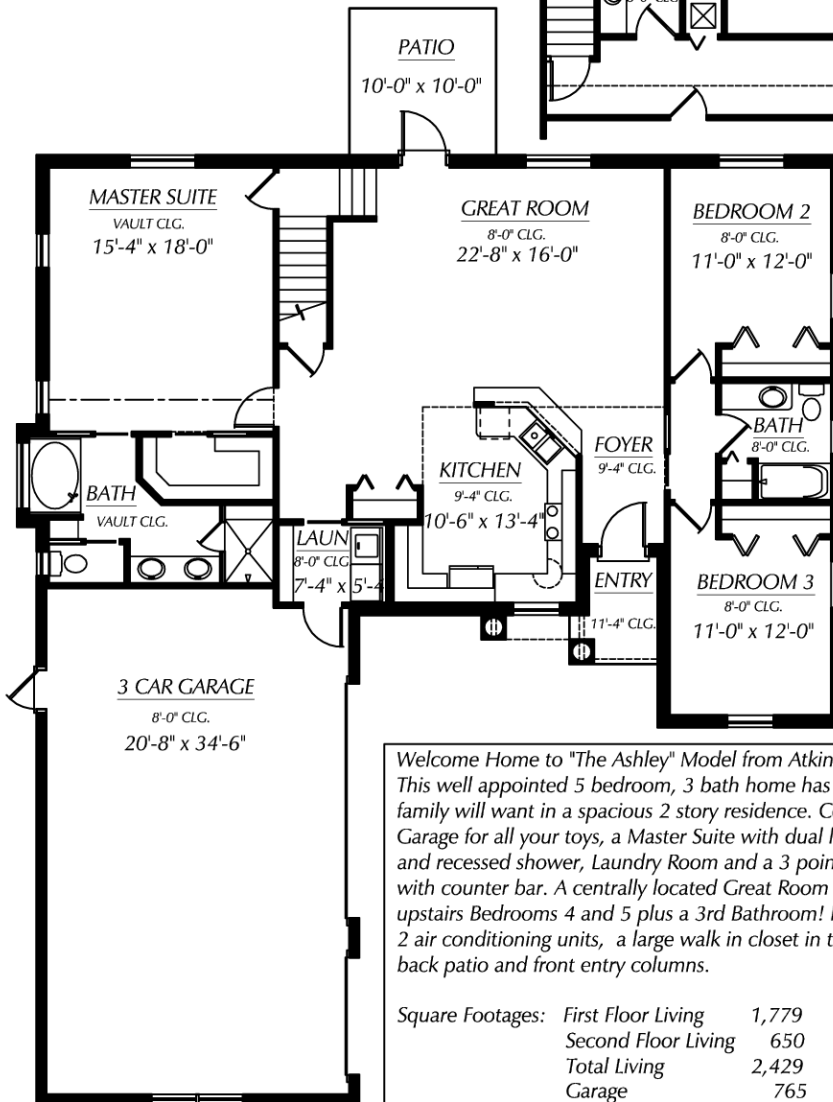 8'-0" CLG.
PATIO
10'-0" x 10'-0"
MASTER SUITE
VAULT CLG.
15'-4" x 18'-0"
GREAT ROOM
8'-0" CLG.
22'-8" x 16'-0"
BEDROOM 2
8'-0" CLG.
11'-0" x 12'-0"
BATH
8'-0" CLG.
FOYER
9'-4" CLG.
KITCHEN
9'-4" CLG.
10'-6" x 13'-4"
BATH
VAULT CLG.
LAUN
8'-0" CLG
7'-4" x 5'-4
ENTRY
11'-4" CLG.
BEDROOM 3
8'-0" CLG.
11'-0" x 12'-0"
3 CAR GARAGE
8'-0" CLG.
20'-8" x 34'-6"
Welcome Home to "The Ashley" Model from Atkin
This well appointed 5 bedroom, 3 bath home has
family will want in a spacious 2 story residence. C
Garage for all your toys, a Master Suite with dual
and recessed shower, Laundry Room and a 3 poin
with counter bar. A centrally located Great Room
upstairs Bedrooms 4 and 5 plus a 3rd Bathroom!
2 air conditioning units, a large walk in closet in t
back patio and front entry columns.
Square Footages: First Floor Living 1,779
Second Floor Living 650
Total Living 2,429
Garage 765